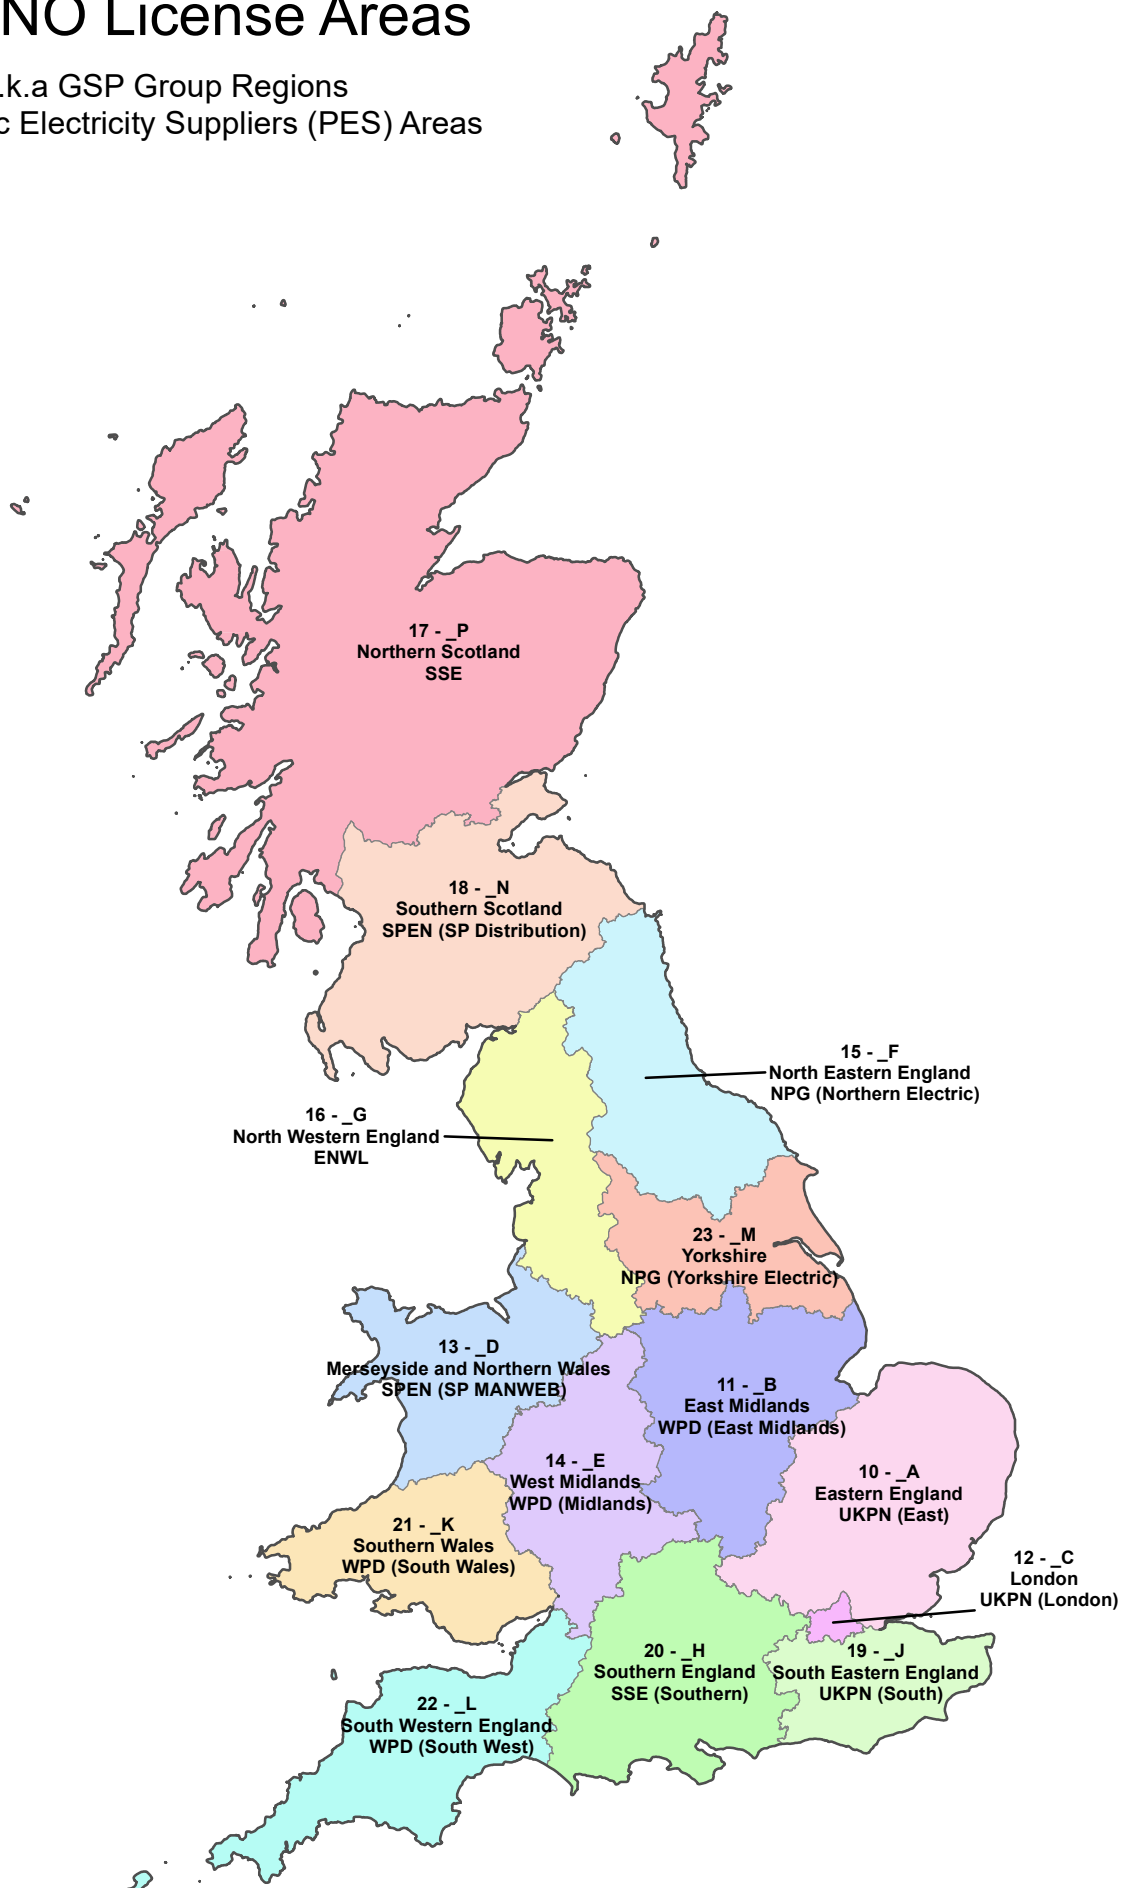 NO License Areas
.k.a GSP Group Regions
c Electricity Suppliers (PES) Areas
17 - _P
Northern Scotland
SSE
18 - _N
Southern Scotland
SPEN (SP Distribution)
15 - _F
North Eastern England
NPG (Northern Electric)
16 - _G
North Western England
ENWL
23 - _M
Yorkshire
NPG (Yorkshire Electric)
13 - _D
Merseyside and Northern Wales
SPEN (SP MANWEB)
11 - _B
East Midlands
WPD (East Midlands)
14 - _E
West Midlands
WPD (Midlands)
10 - _A
Eastern England
UKPN (East)
21 - _K
Southern Wales
WPD (South Wales)
12 - _C
London
UKPN (London)
20 - _H
Southern England
SSE (Southern)
19 - _J
South Eastern England
UKPN (South)
22 - _L
South Western England
WPD (South West)